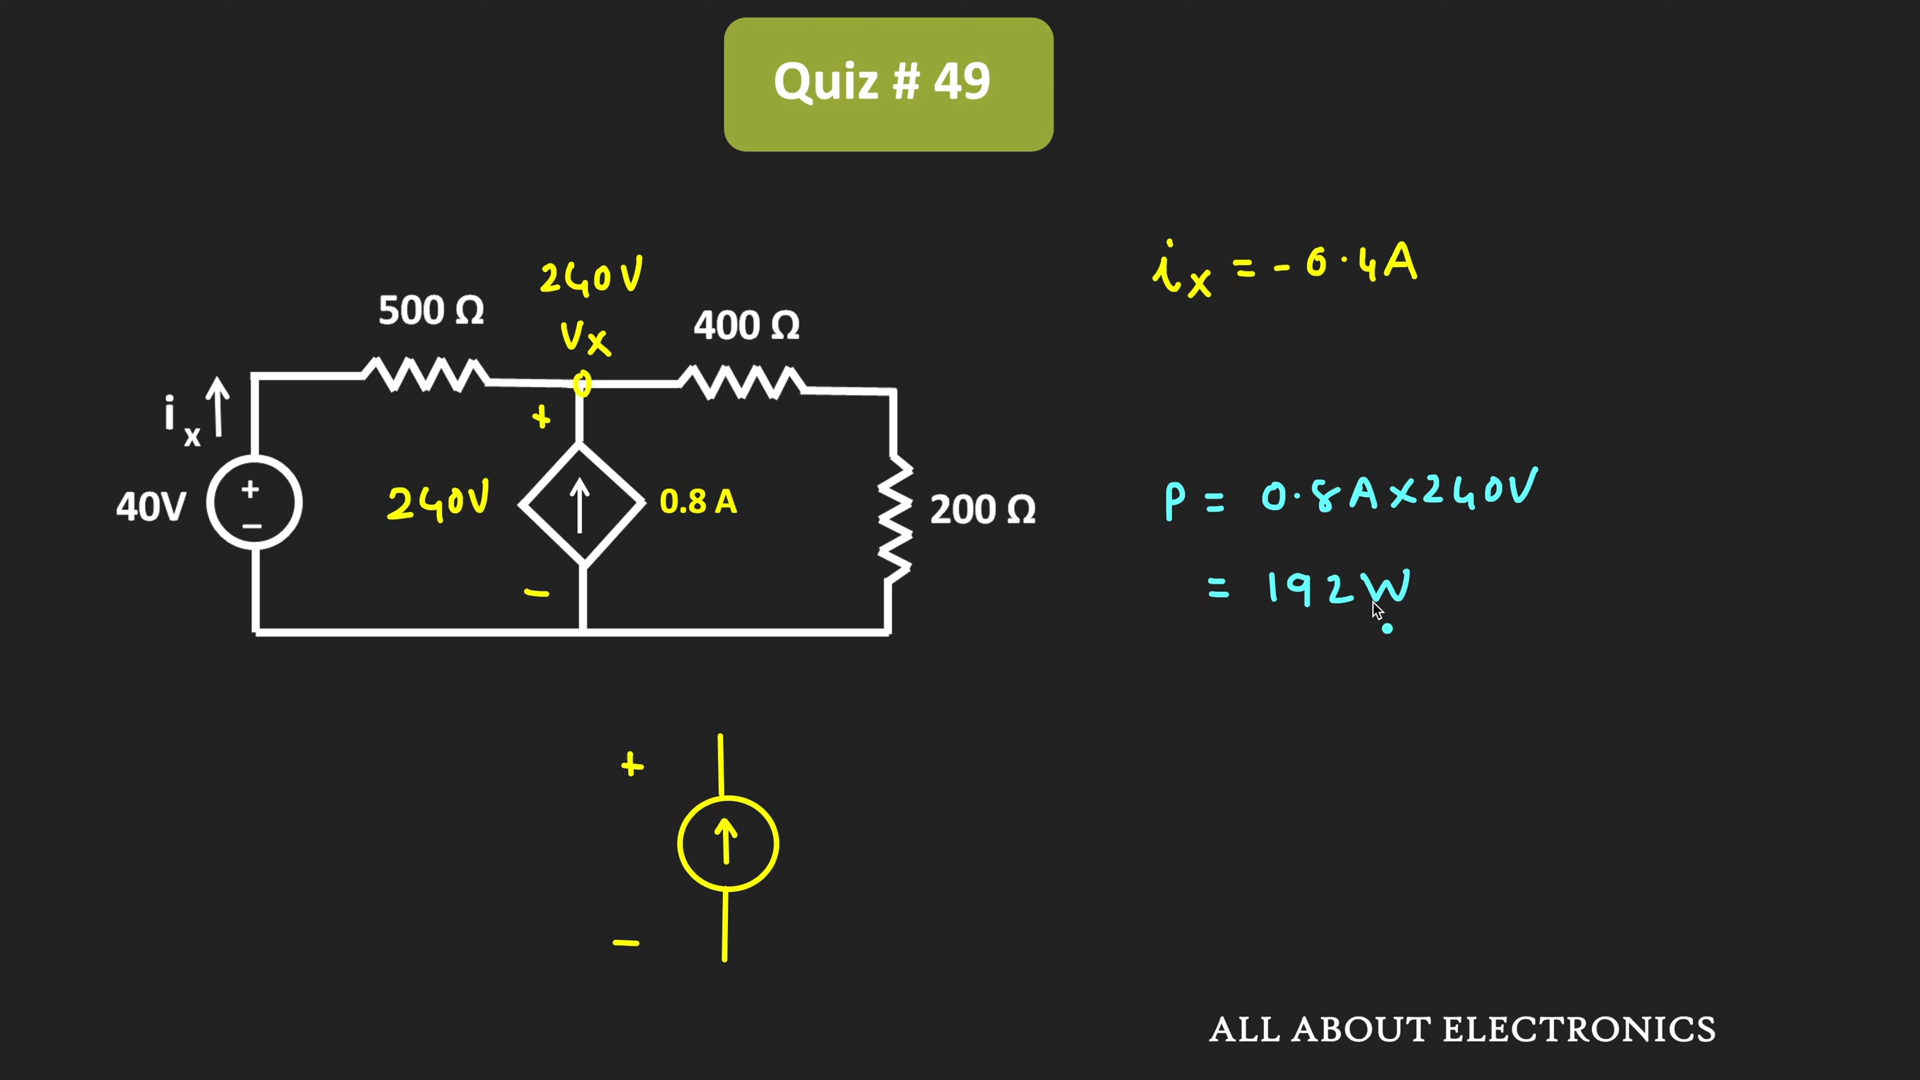 Quiz # 49
240V
Vx
500 Ω
400 Ω
ix
+
40V
+
−
240V
0.8 A
200 Ω
−
ix = -0.4A
P = 0.8A x 240V
= 192W
+
−
ALL ABOUT ELECTRONICS